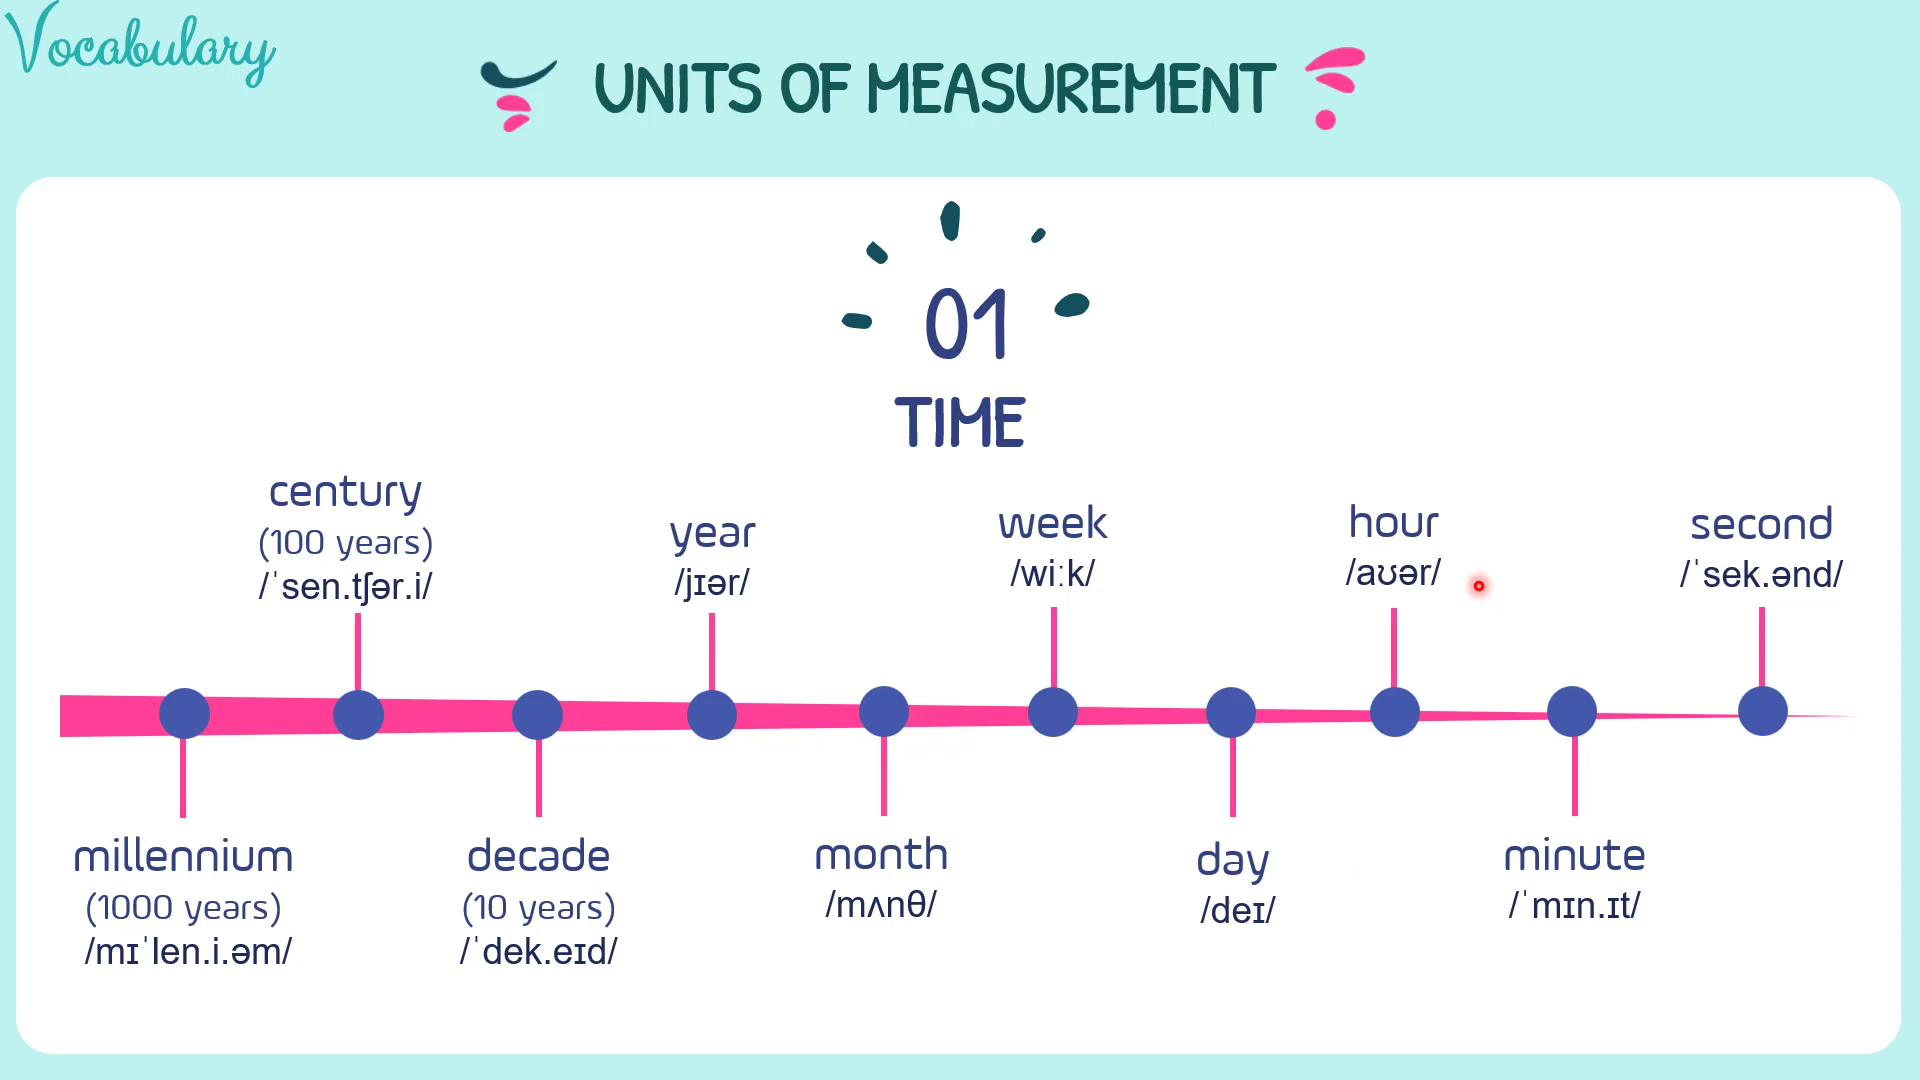 Vocabulary
UNITS OF MEASUREMENT
01
TIME
century
(100 years)
/ˈsen.tʃər.i/
year
/jɪər/
week
/wiːk/
hour
/aʊər/
second
/ˈsek.ənd/
millennium
(1000 years)
/mɪˈlen.i.əm/
decade
(10 years)
/ˈdek.eɪd/
month
/mʌnθ/
day
/deɪ/
minute
/ˈmɪn.ɪt/